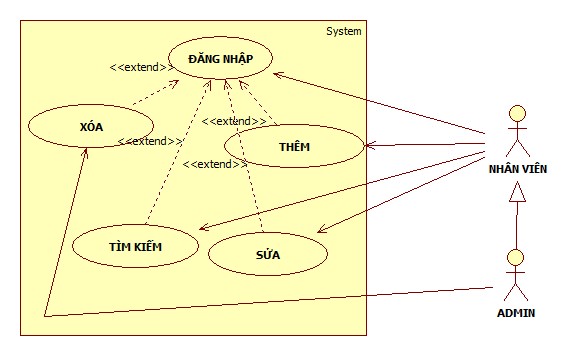 System
ĐĂNG NHẬP
<<extend>>
XÓA
<<extend>>
<<extend>>
THÊM
<<extend>>
NHÂN VIÊN
TÌM KIẾM
SỬA
ADMIN